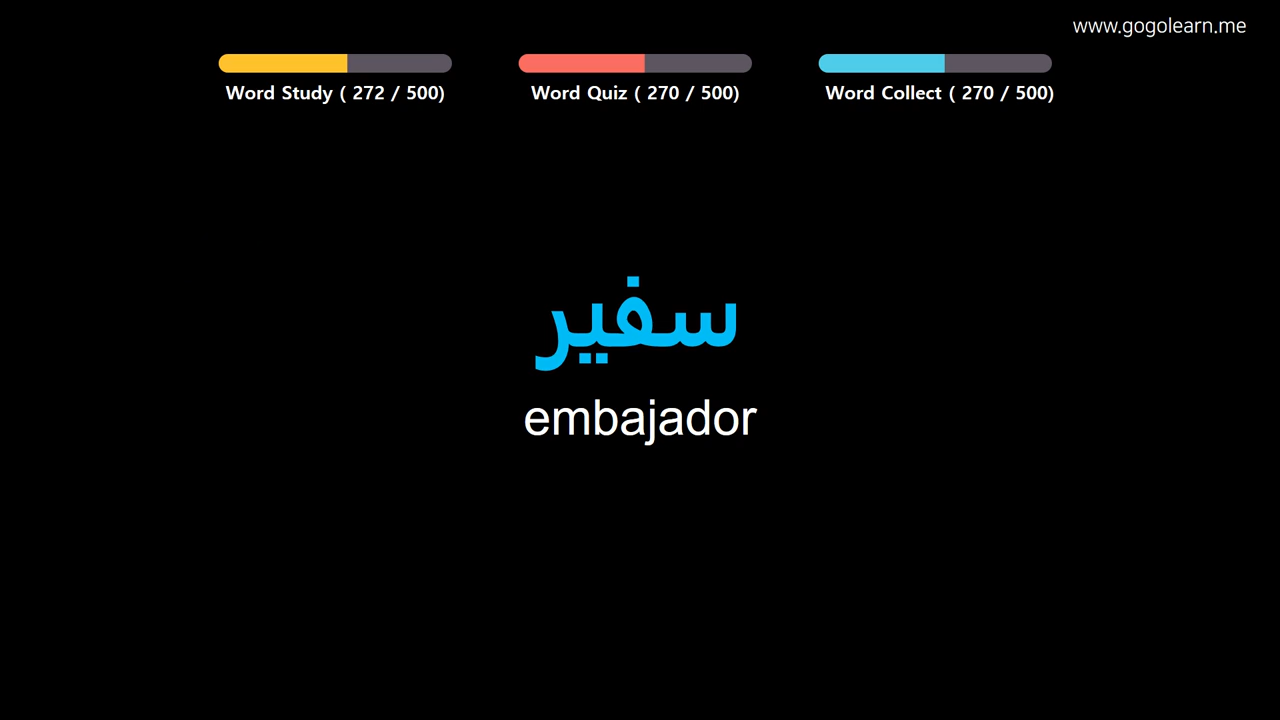 www.gogolearn.me
Word Study ( 272 / 500)
Word Quiz ( 270 / 500)
Word Collect ( 270 / 500)
سفير
embajador